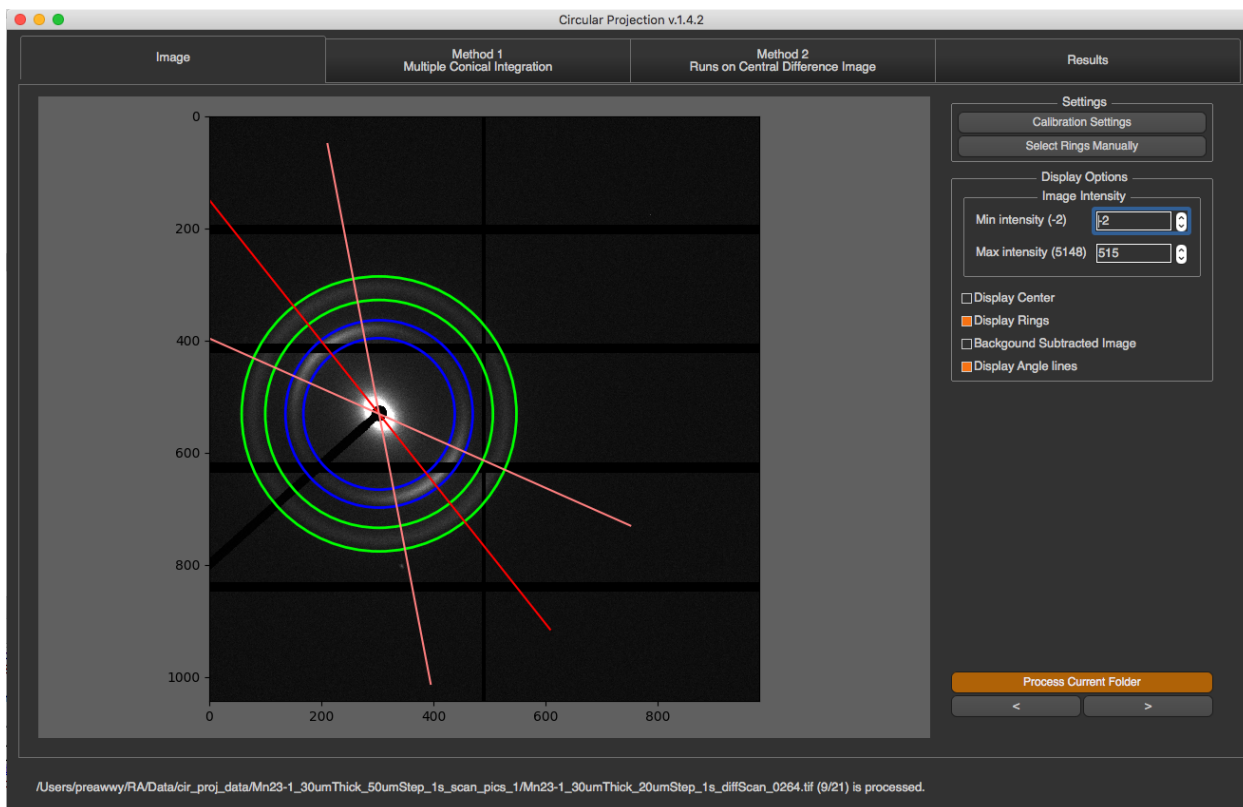 Circular Projection v.1.4.2
Image
Method 1
Multiple Conical Integration
Method 2
Runs on Central Difference Image
Results
Settings
Calibration Settings
Select Rings Manually
Display Options
Image Intensity
Min intensity (-2) -2
Max intensity (5148) 515
Display Center
Display Rings
Backgound Subtracted Image
Display Angle lines
0
200
400
600
800
1000
0 200 400 600 800
Process Current Folder
< >
/Users/preawwy/RA/Data/cir_proj_data/Mn23-1_30umThick_50umStep_1s_scan_pics_1/Mn23-1_30umThick_20umStep_1s_diffScan_0264.tif (9/21) is processed.